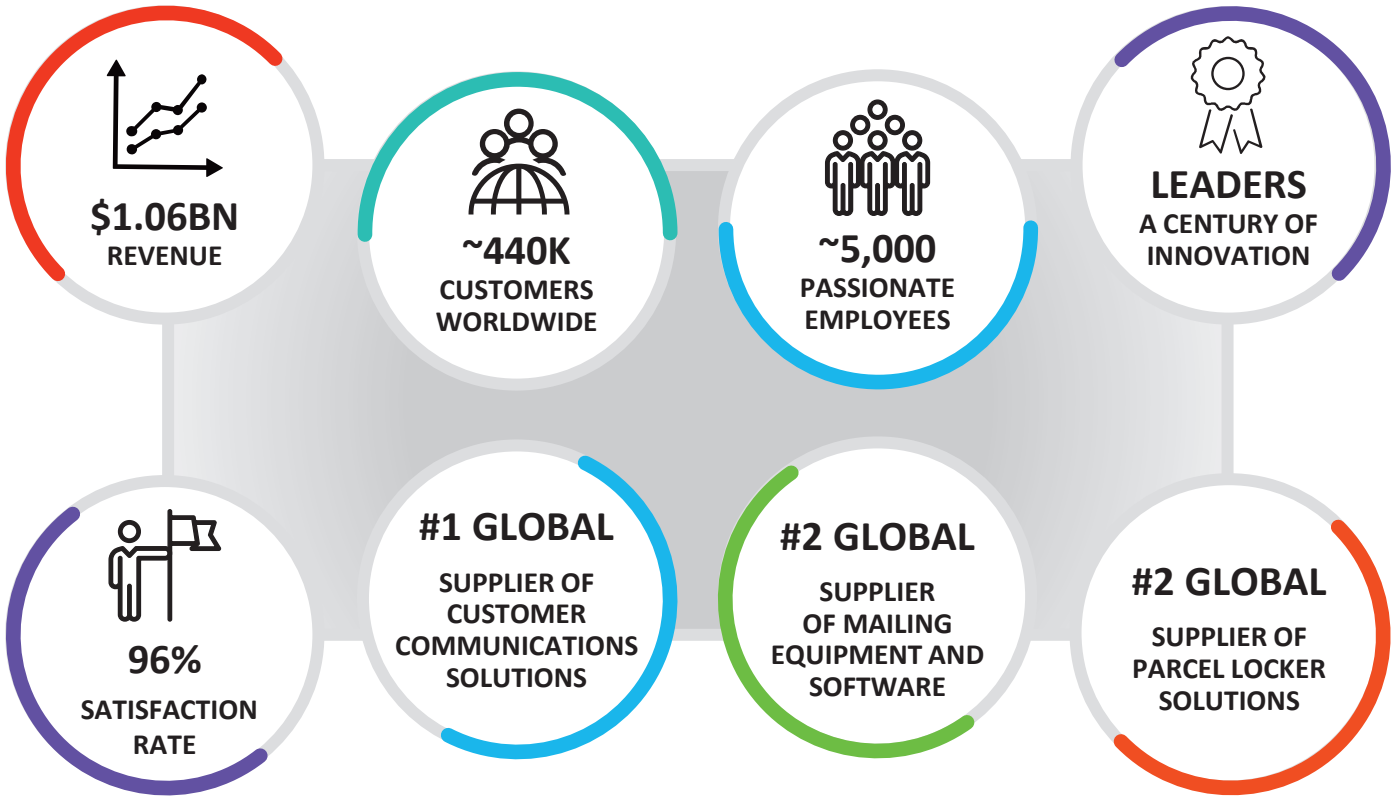 $1.06BN
REVENUE
~440K
CUSTOMERS
WORLDWIDE
~5,000
PASSIONATE
EMPLOYEES
LEADERS
A CENTURY OF
INNOVATION
96%
SATISFACTION
RATE
#1 GLOBAL
SUPPLIER OF
CUSTOMER
COMMUNICATIONS
SOLUTIONS
#2 GLOBAL
SUPPLIER
OF MAILING
EQUIPMENT AND
SOFTWARE
#2 GLOBAL
SUPPLIER OF
PARCEL LOCKER
SOLUTIONS